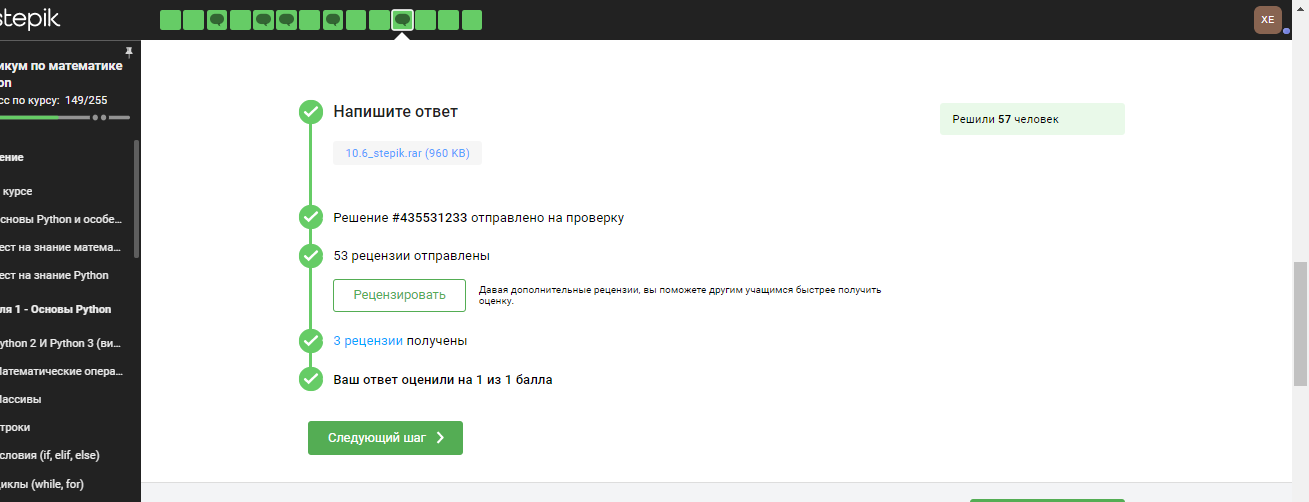 stepik
XE
икум по математике
on
сс по курсу: 149/255
ение
курсе
сновы Python и особе...
ест на знание матема...
ест на знание Python
ля 1 - Основы Python
ython 2 И Python 3 (ви...
Математические опера...
Массивы
троки
словия (if, elif, else)
циклы (while, for)
Напишите ответ
10.6_stepik.rar (960 KB)
Решили 57 человек
Решение #435531233 отправлено на проверку
53 рецензии отправлены
Рецензировать
Давая дополнительные рецензии, вы поможете другим учащимся быстрее получить
оценку.
3 рецензии получены
Ваш ответ оценили на 1 из 1 балла
Следующий шаг